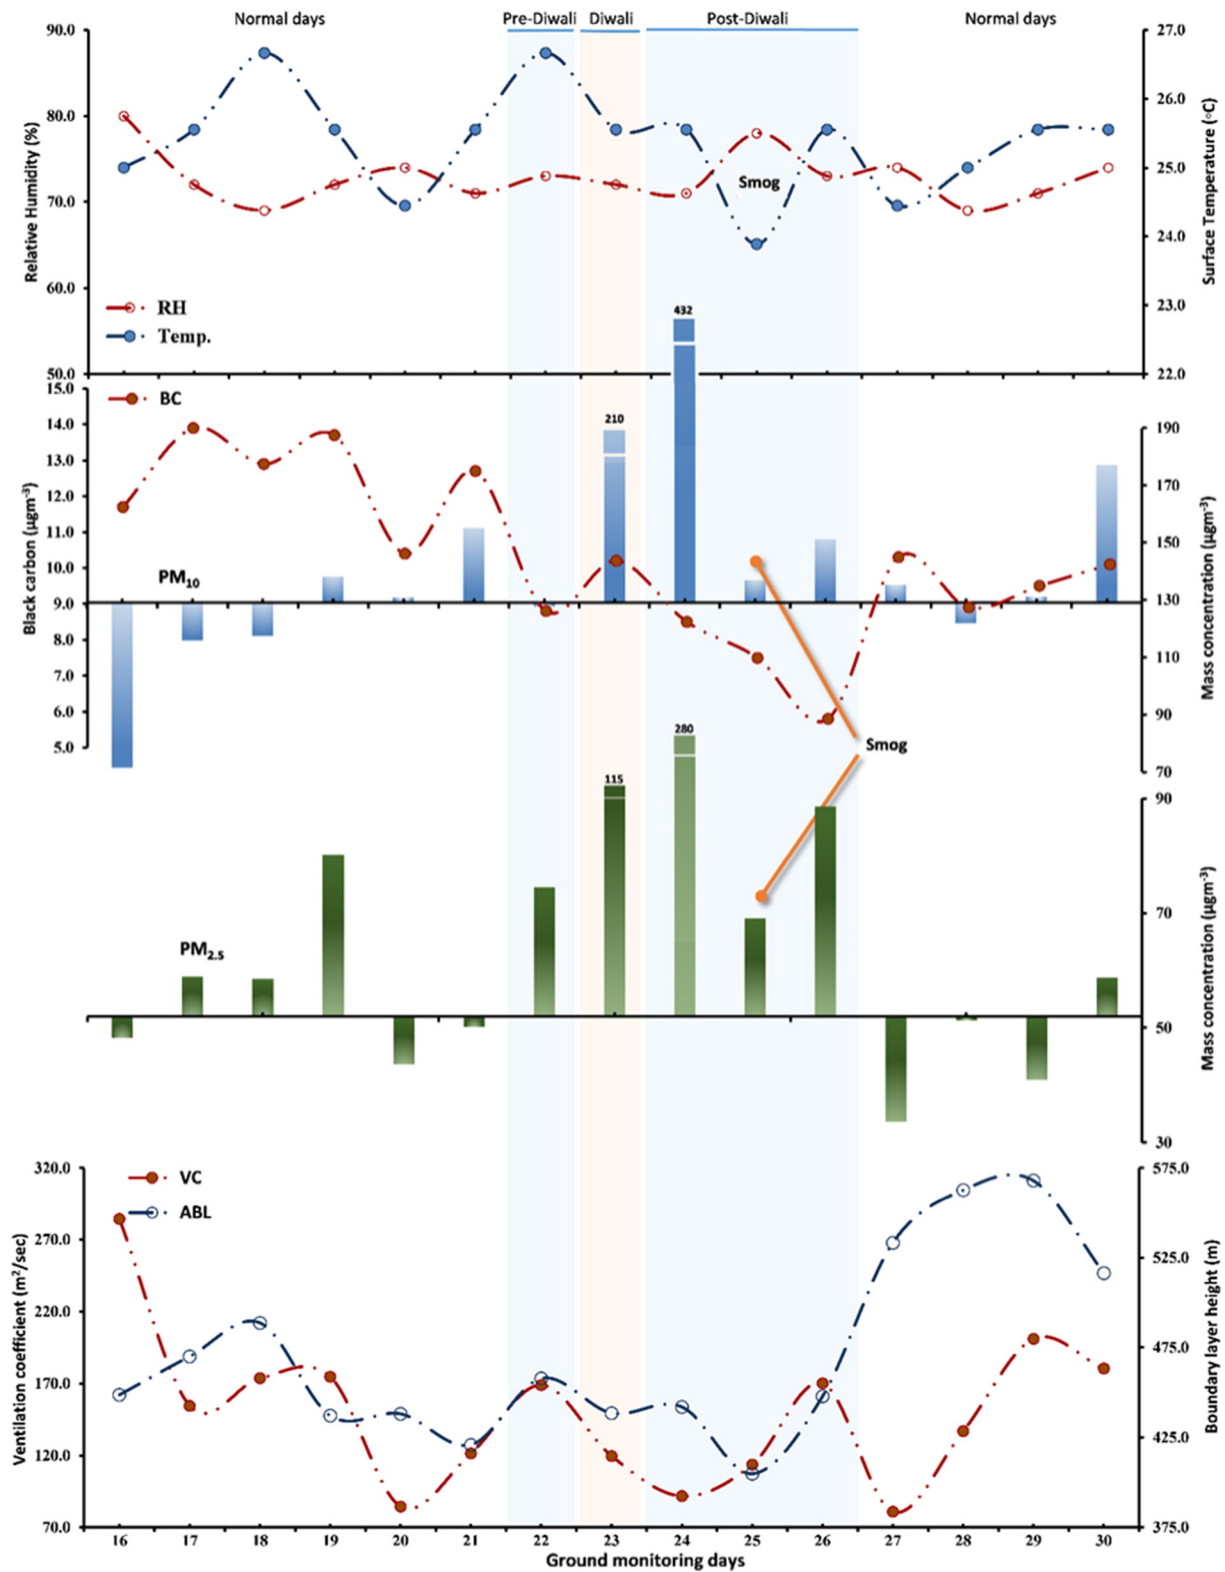 Normal days Pre-Diwali Diwali Post-Diwali Normal days
90.0
80.0
70.0
60.0
50.0
Relative Humidity (%)
27.0
26.0
25.0
24.0
23.0
22.0
Surface Temperature (◦C)
Smog
RH
Temp.
432
15.0
14.0
13.0
12.0
11.0
10.0
9.0
8.0
7.0
6.0
5.0
Black carbon (µgm⁻³)
BC
210
PM₁₀
190
170
150
130
110
90
70
Mass concentration (µgm⁻³)
Smog
280
115
PM₂.₅
90
70
50
30
Mass concentration (µgm⁻³)
320.0
270.0
220.0
170.0
120.0
70.0
Ventilation coefficient (m²/sec)
VC
ABL
575.0
525.0
475.0
425.0
375.0
Boundary layer height (m)
16 17 18 19 20 21 22 23 24 25 26 27 28 29 30
Ground monitoring days